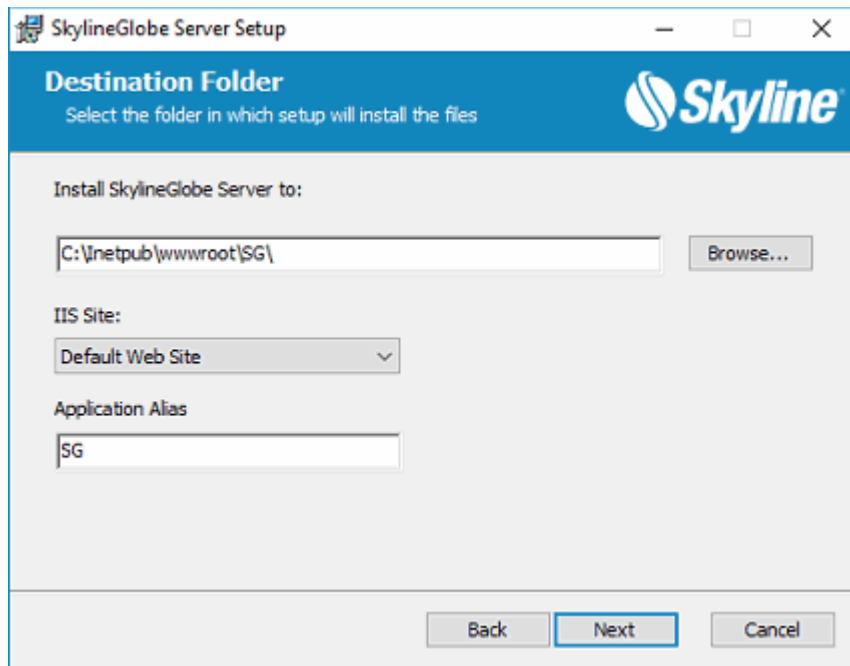 SkylineGlobe Server Setup
Destination Folder
Select the folder in which setup will install the files
Skyline
Install SkylineGlobe Server to:
C:\Inetpub\wwwroot\SG\
Browse...
IIS Site:
Default Web Site
Application Alias
SG
Back
Next
Cancel